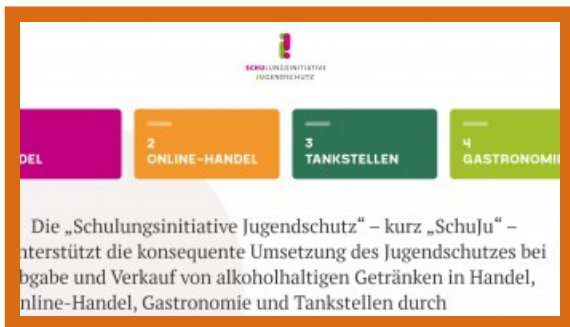 SCHULUNGSINITIATIVE
JUGENDSCHUTZ
DEL
2
ONLINE-HANDEL
3
TANKSTELLEN
4
GASTRONOMIE
Die „Schulungsinitiative Jugendschutz“ – kurz „SchuJu“ –
nterstützt die konsequente Umsetzung des Jugendschutzes bei
bgabe und Verkauf von alkoholhaltigen Getränken in Handel,
nline-Handel, Gastronomie und Tankstellen durch